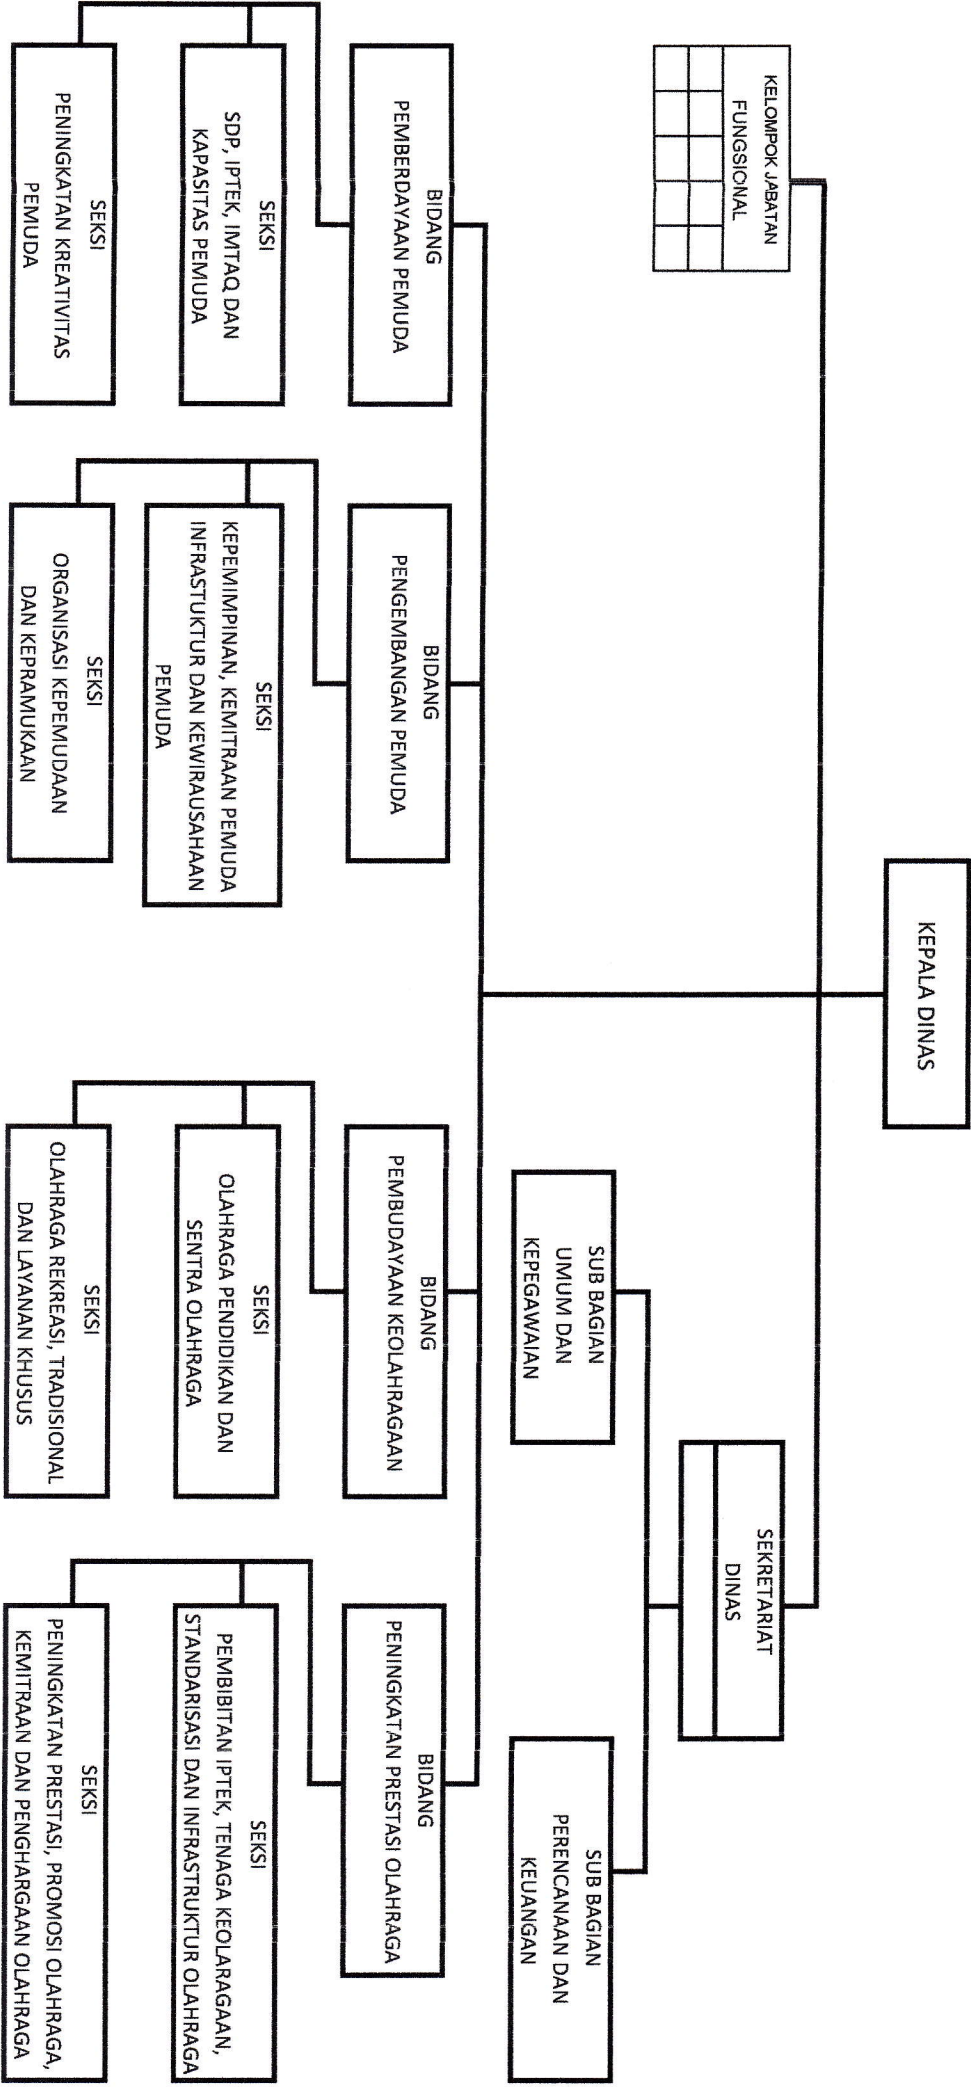 KEPALA DINAS
KELOMPOK JABATAN
FUNGSIONAL
SEKRETARIAT
DINAS
SUB BAGIAN
UMUM DAN
KEPEGAWAIAN
SUB BAGIAN
PERENCANAAN DAN
KEUANGAN
BIDANG
PEMBERDAYAAN PEMUDA
SEKSI
SDP, IPTEK, IMTAQ DAN
KAPASITAS PEMUDA
SEKSI
PENINGKATAN KREATIVITAS
PEMUDA
BIDANG
PENGEMBANGAN PEMUDA
SEKSI
KEPEMIMPINAN, KEMITRAAN PEMUDA
INFRASTUKTUR DAN KEWIRAUSAHAAN
PEMUDA
SEKSI
ORGANISASI KEPEMUDAAN
DAN KEPRAMUKAAN
BIDANG
PEMBUDAYAAN KEOLAHRAGAAN
SEKSI
OLAHRAGA PENDIDIKAN DAN
SENTRA OLAHRAGA
SEKSI
OLAHRAGA REKREASI, TRADISIONAL
DAN LAYANAN KHUSUS
BIDANG
PENINGKATAN PRESTASI OLAHRAGA
SEKSI
PEMBIBITAN IPTEK, TENAGA KEOLARAGAAN,
STANDARISASI DAN INFRASTRUKTUR OLAHRAGA
SEKSI
PENINGKATAN PRESTASI, PROMOSI OLAHRAGA,
KEMITRAAN DAN PENGHARGAAN OLAHRAGA